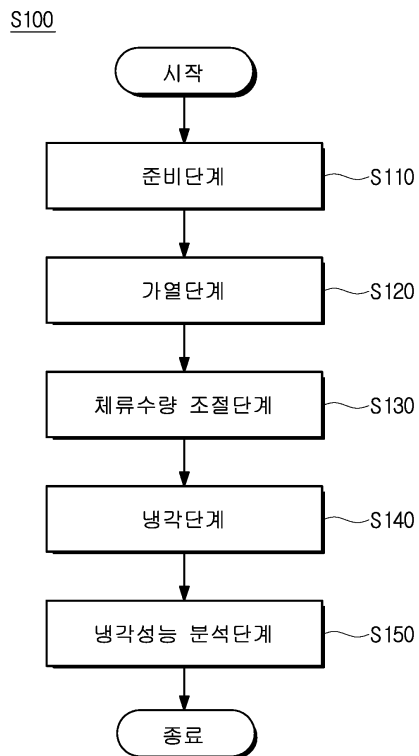 S100
시작
준비단계
S110
가열단계
S120
체류수량 조절단계
S130
냉각단계
S140
냉각성능 분석단계
S150
종료